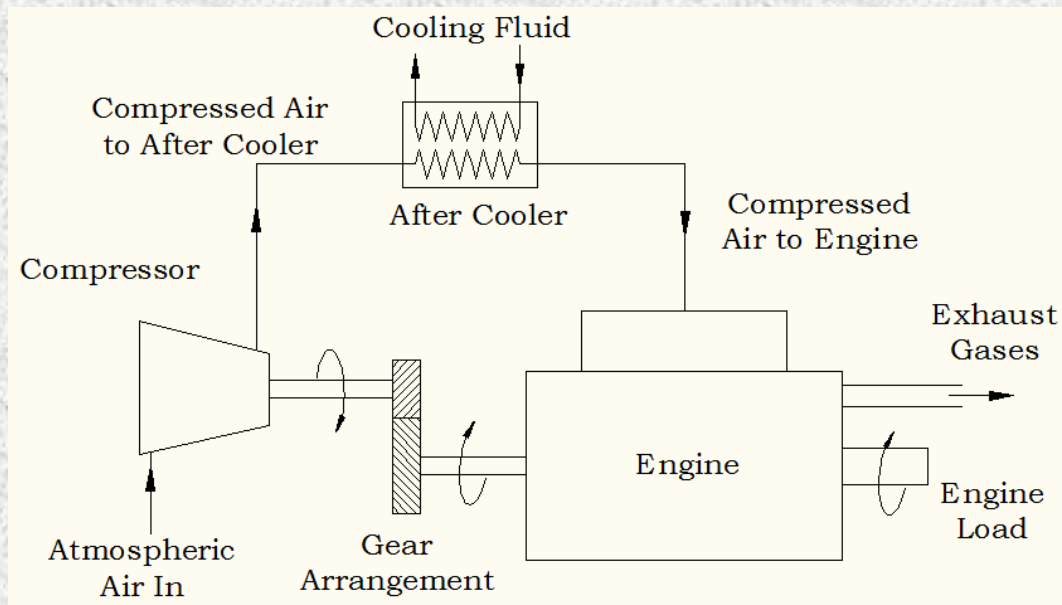 Cooling Fluid
Compressed Air
to After Cooler
After Cooler
Compressed
Air to Engine
Compressor
Exhaust
Gases
Engine
Engine
Load
Gear
Arrangement
Atmospheric
Air In